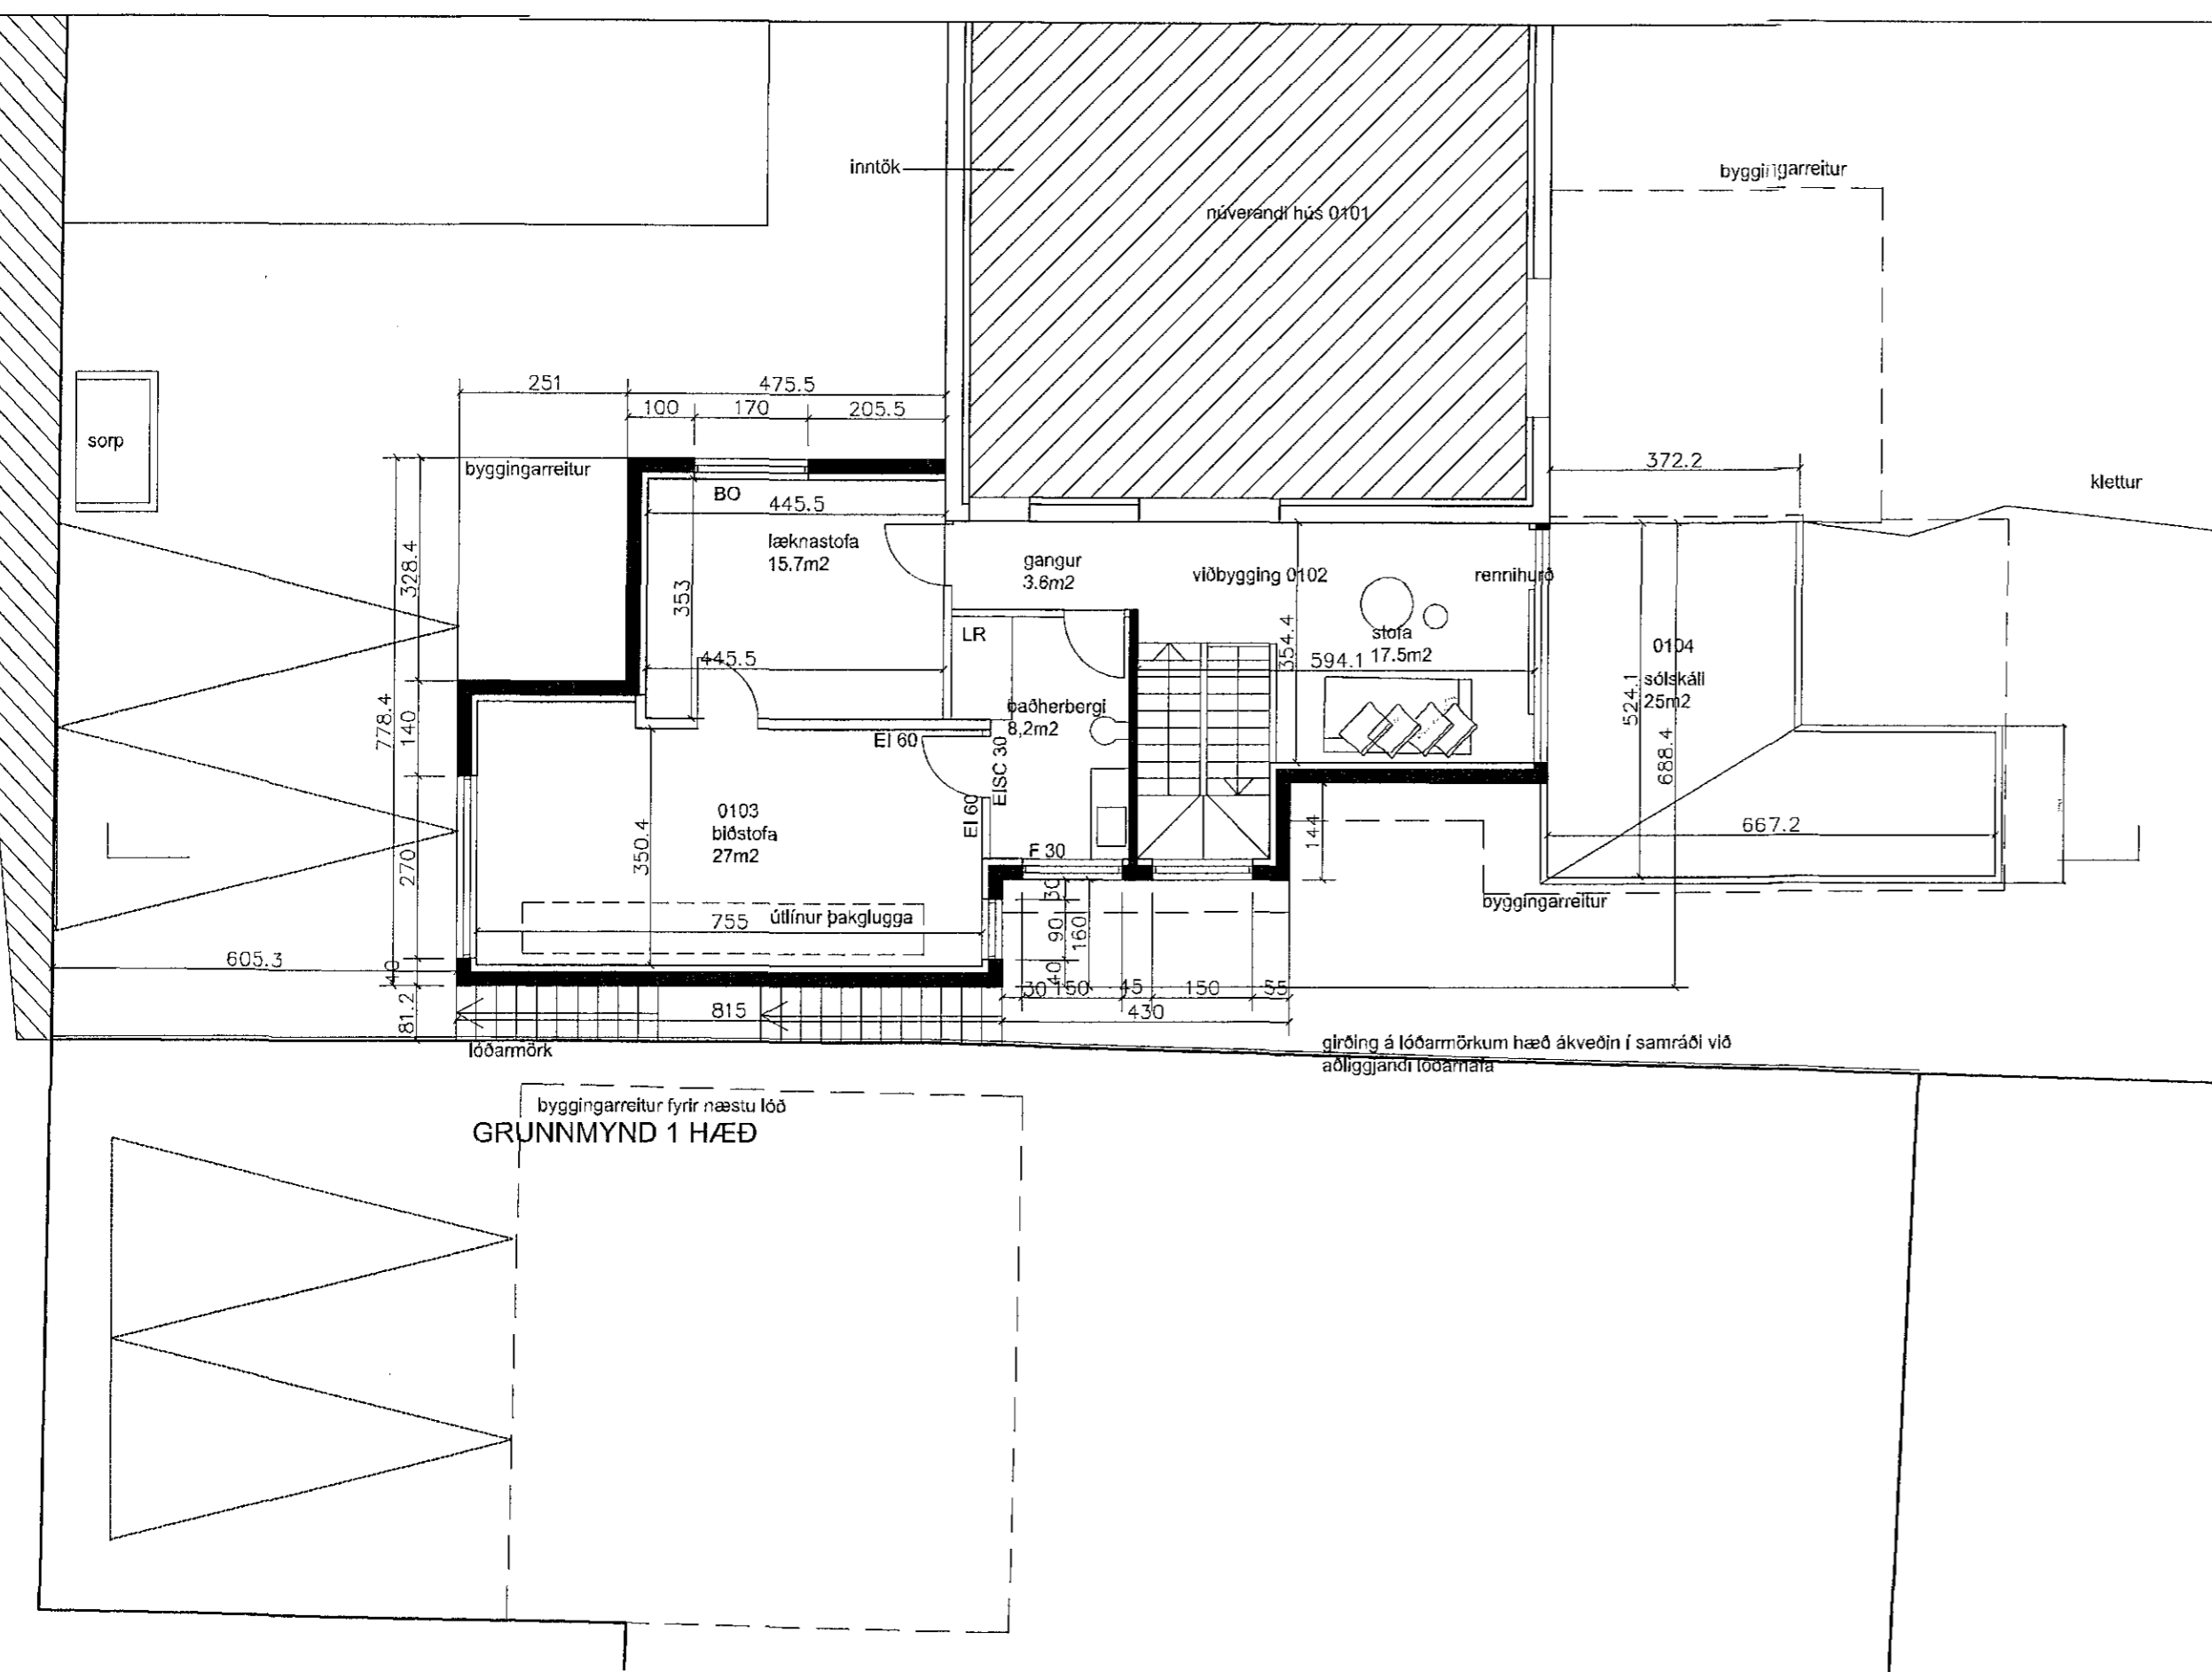 inntök
byggingarreitur
núverandi hús 0101
251
475.5
100
170
205.5
sorp
byggingarreitur
BO
445.5
372.2
klettur
læknastofa
15.7m2
gangur
3.6m2
viðbygging 0102
rennihurð
328.4
353
LR
354.4
stofa
17.5m2
594.1
445.5
0104
sólskáli
25m2
524.1
688.4
778.4
140
baðherbergi
8,2m2
EI 60
EISC 30
EI 60
0103
biðstofa
27m2
350.4
270
667.2
144
F 30
byggingarreitur
755
útlínur þakglugga
30
90
160
40
605.3
40
81.2
30
150
45
150
55
815
430
lóðarmörk
girðing á lóðarmörkum hæð ákveðin í samráði við
aðliggjandi lóðarhafa
byggingarreitur fyrir næstu lóð
GRUNNMYND 1 HÆÐ